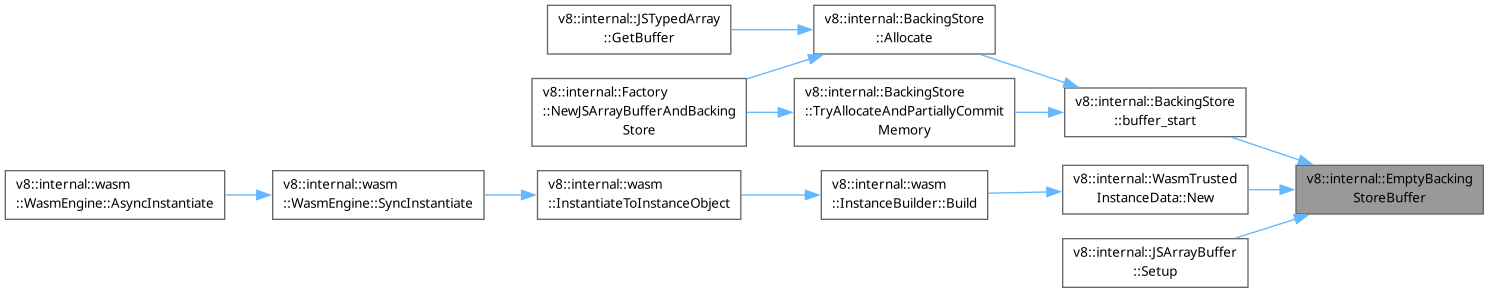 v8::internal::JSTypedArray
::GetBuffer
v8::internal::BackingStore
::Allocate
v8::internal::Factory
::NewJSArrayBufferAndBacking
Store
v8::internal::BackingStore
::TryAllocateAndPartiallyCommit
Memory
v8::internal::BackingStore
::buffer_start
v8::internal::wasm
::WasmEngine::AsyncInstantiate
v8::internal::wasm
::WasmEngine::SyncInstantiate
v8::internal::wasm
::InstantiateToInstanceObject
v8::internal::wasm
::InstanceBuilder::Build
v8::internal::WasmTrusted
InstanceData::New
v8::internal::EmptyBacking
StoreBuffer
v8::internal::JSArrayBuffer
::Setup